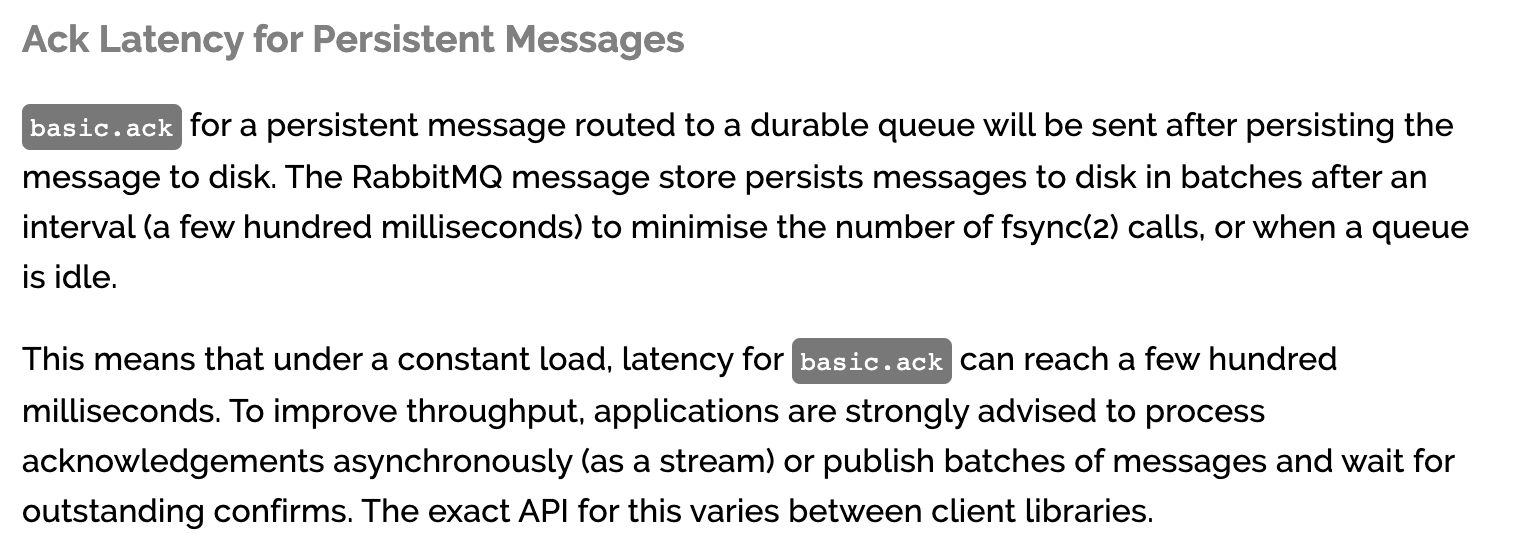 Ack Latency for Persistent Messages
basic.ack for a persistent message routed to a durable queue will be sent after persisting the
message to disk. The RabbitMQ message store persists messages to disk in batches after an
interval (a few hundred milliseconds) to minimise the number of fsync(2) calls, or when a queue
is idle.
This means that under a constant load, latency for basic.ack can reach a few hundred
milliseconds. To improve throughput, applications are strongly advised to process
acknowledgements asynchronously (as a stream) or publish batches of messages and wait for
outstanding confirms. The exact API for this varies between client libraries.